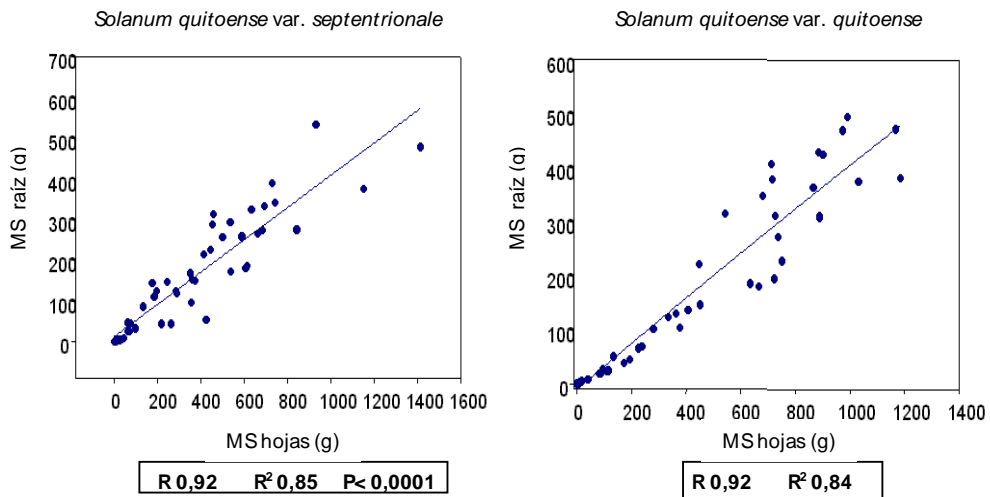 Solanum quitoense var. septentrionale
700
600
500
400
300
200
100
0
MS raíz (g)
0 200 400 600 800 1000 1200 1400 1600
MS hojas (g)
R 0,92 R² 0,85 P< 0,0001
Solanum quitoense var. quitoense
600
500
400
300
200
100
0
MS raíz (g)
0 200 400 600 800 1000 1200 1400
MS hojas (g)
R 0,92 R² 0,84